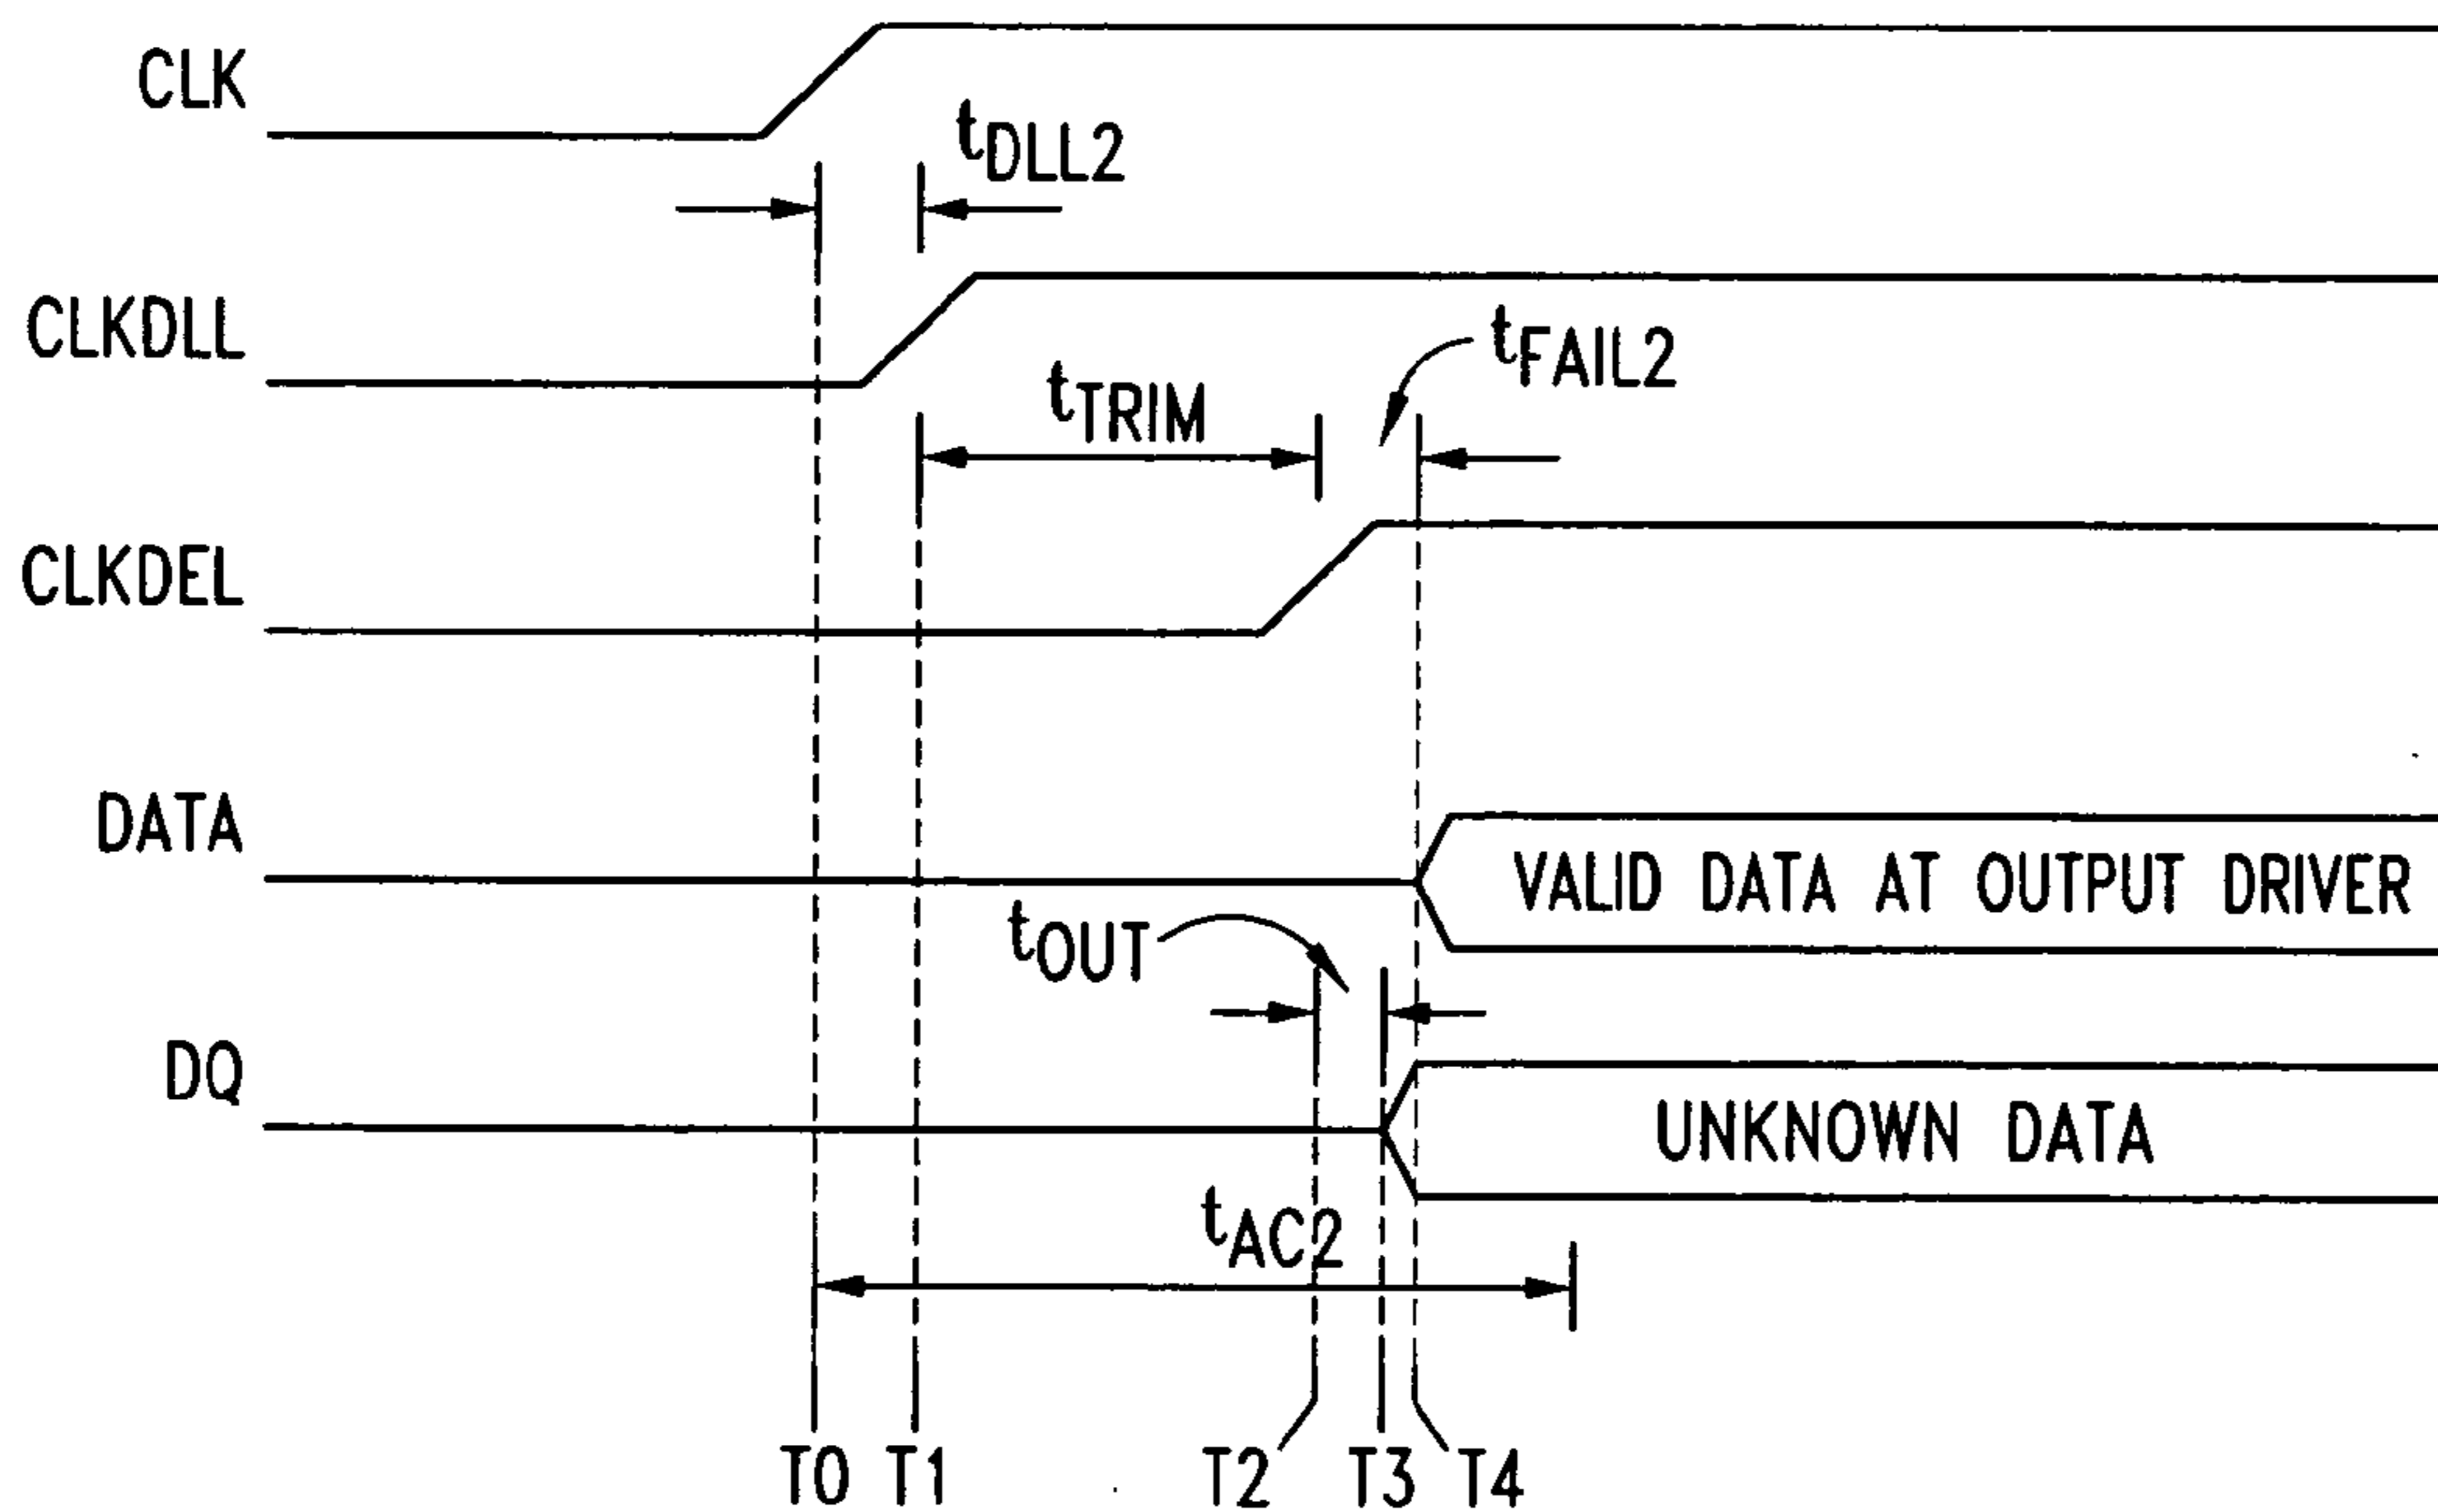 CLK
tDLL2
CLKDLL
tFAIL2
tTRIM
CLKDEL
DATA
VALID DATA AT OUTPUT DRIVER
tOUT
DQ
UNKNOWN DATA
tAC2
T0 T1 T2 T3 T4